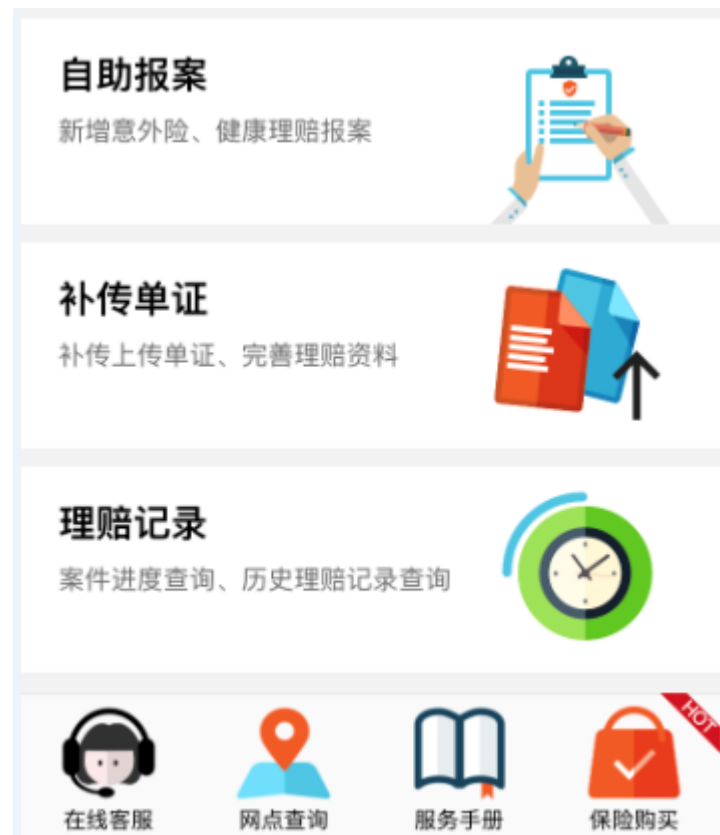 自助报案
新增意外险、健康理赔报案
补传单证
补传上传单证、完善理赔资料
理赔记录
案件进度查询、历史理赔记录查询
HOT
在线客服 网点查询 服务手册 保险购买